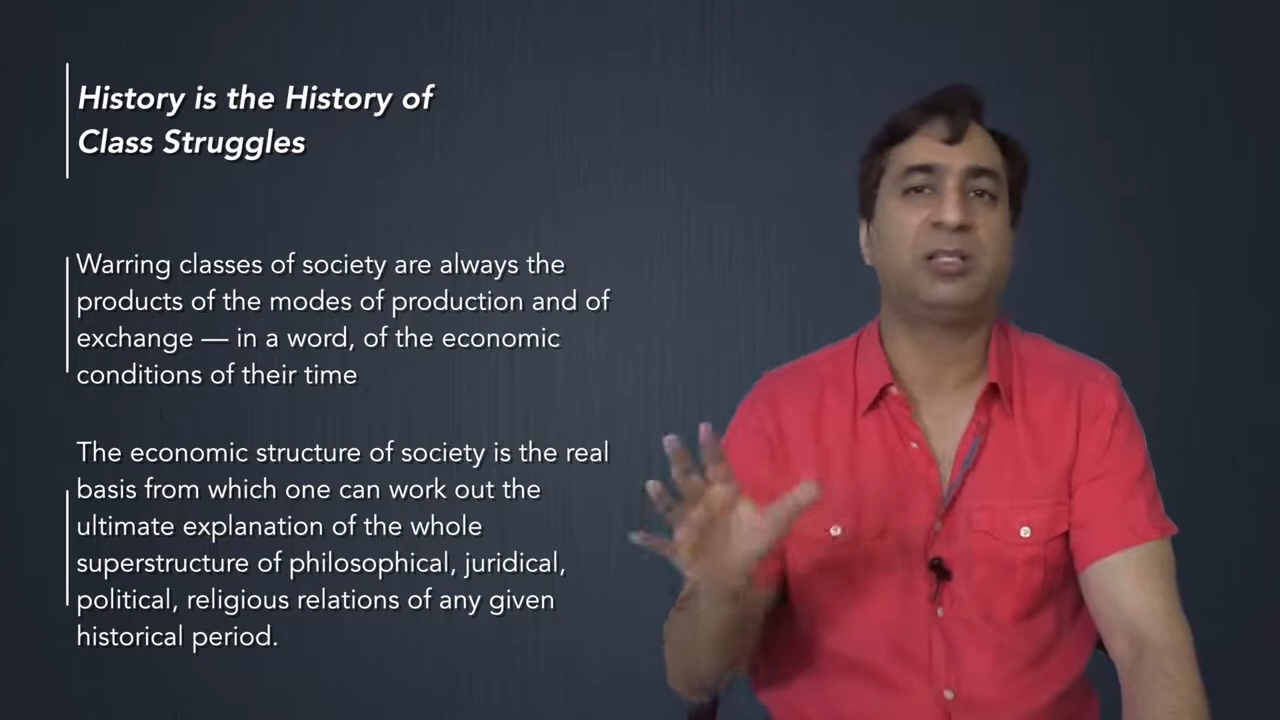 History is the History of
Class Struggles
Warring classes of society are always the
products of the modes of production and of
exchange — in a word, of the economic
conditions of their time
The economic structure of society is the real
basis from which one can work out the
ultimate explanation of the whole
superstructure of philosophical, juridical,
political, religious relations of any given
historical period.